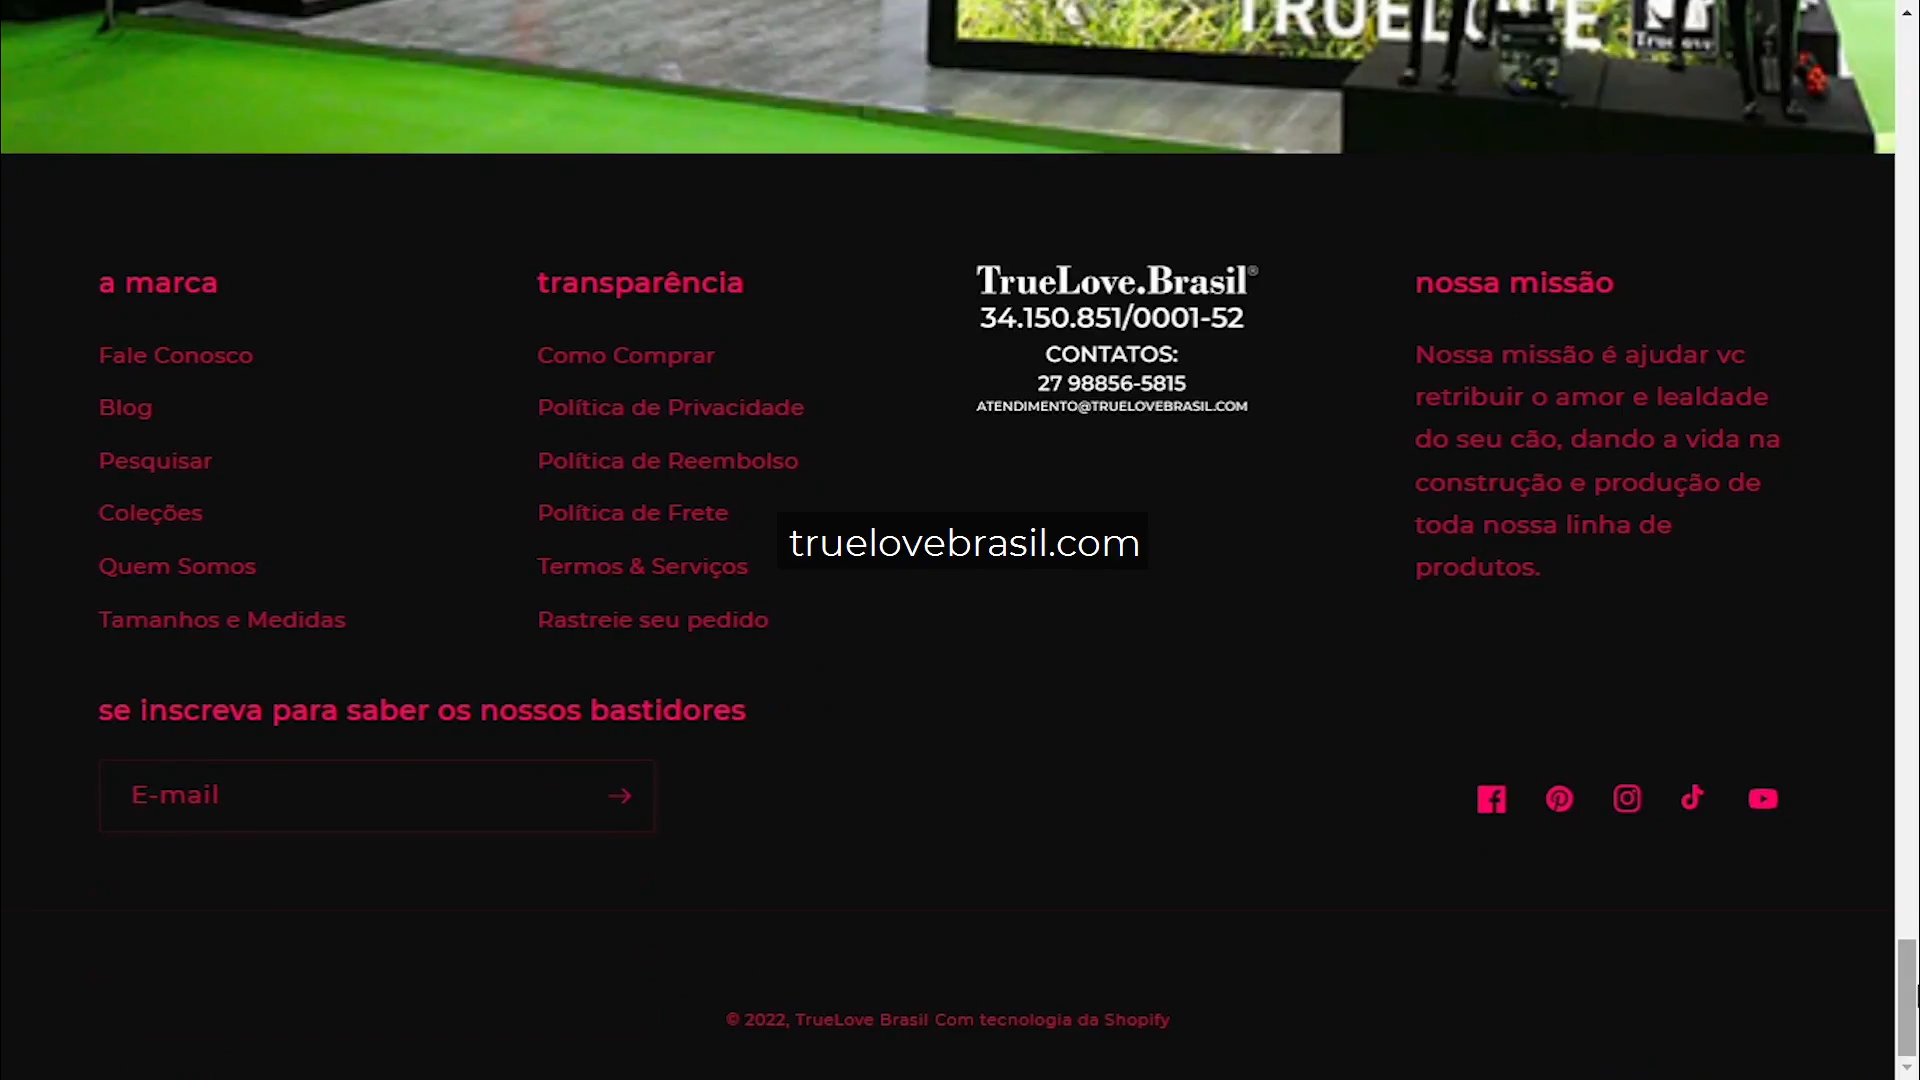 TRUELOVE
TrueLove
a marca
Fale Conosco
Blog
Pesquisar
Coleções
Quem Somos
Tamanhos e Medidas
transparência
Como Comprar
Política de Privacidade
Política de Reembolso
Política de Frete
Termos & Serviços
Rastreie seu pedido
TrueLove.Brasil®
34.150.851/0001-52
CONTATOS:
27 98856-5815
ATENDIMENTO@TRUELOVEBRASIL.COM
nossa missão
Nossa missão é ajudar vc
retribuir o amor e lealdade
do seu cão, dando a vida na
construção e produção de
toda nossa linha de
produtos.
truelovebrasil.com
se inscreva para saber os nossos bastidores
E-mail
© 2022, TrueLove Brasil Com tecnologia da Shopify